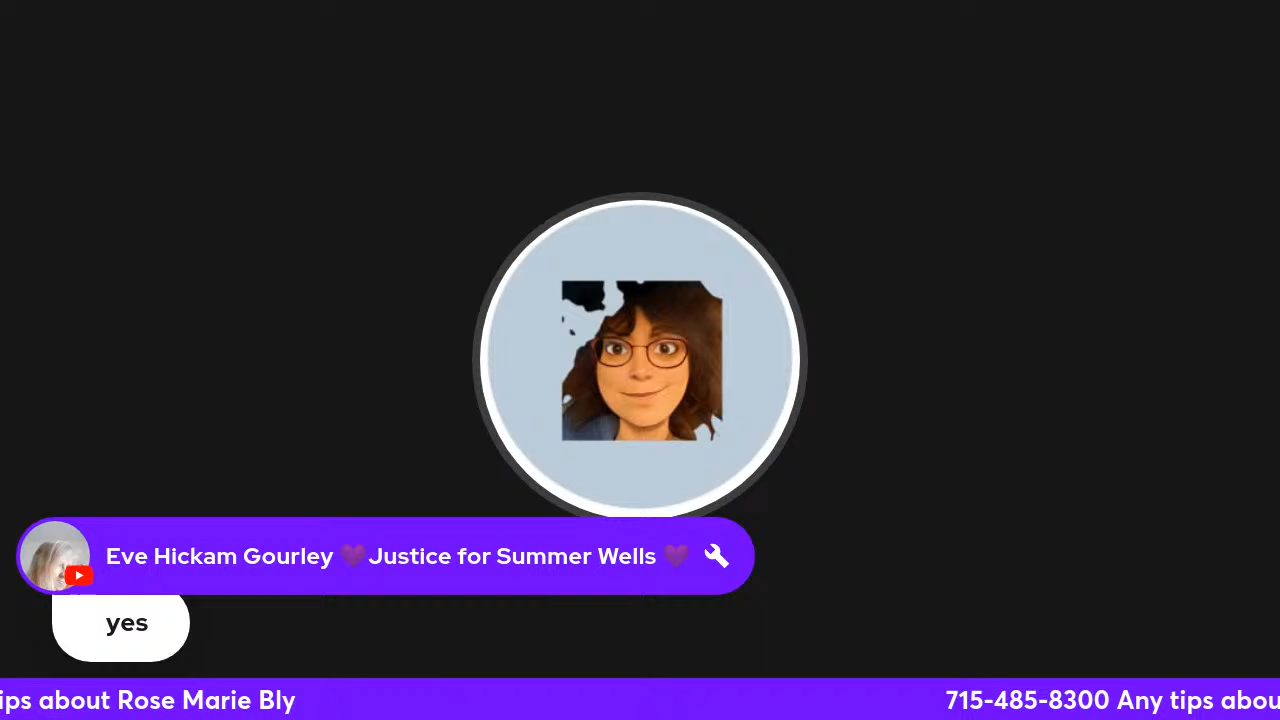 Eve Hickam Gourley 💜Justice for Summer Wells 💜
yes
ips about Rose Marie Bly 715-485-8300 Any tips abou